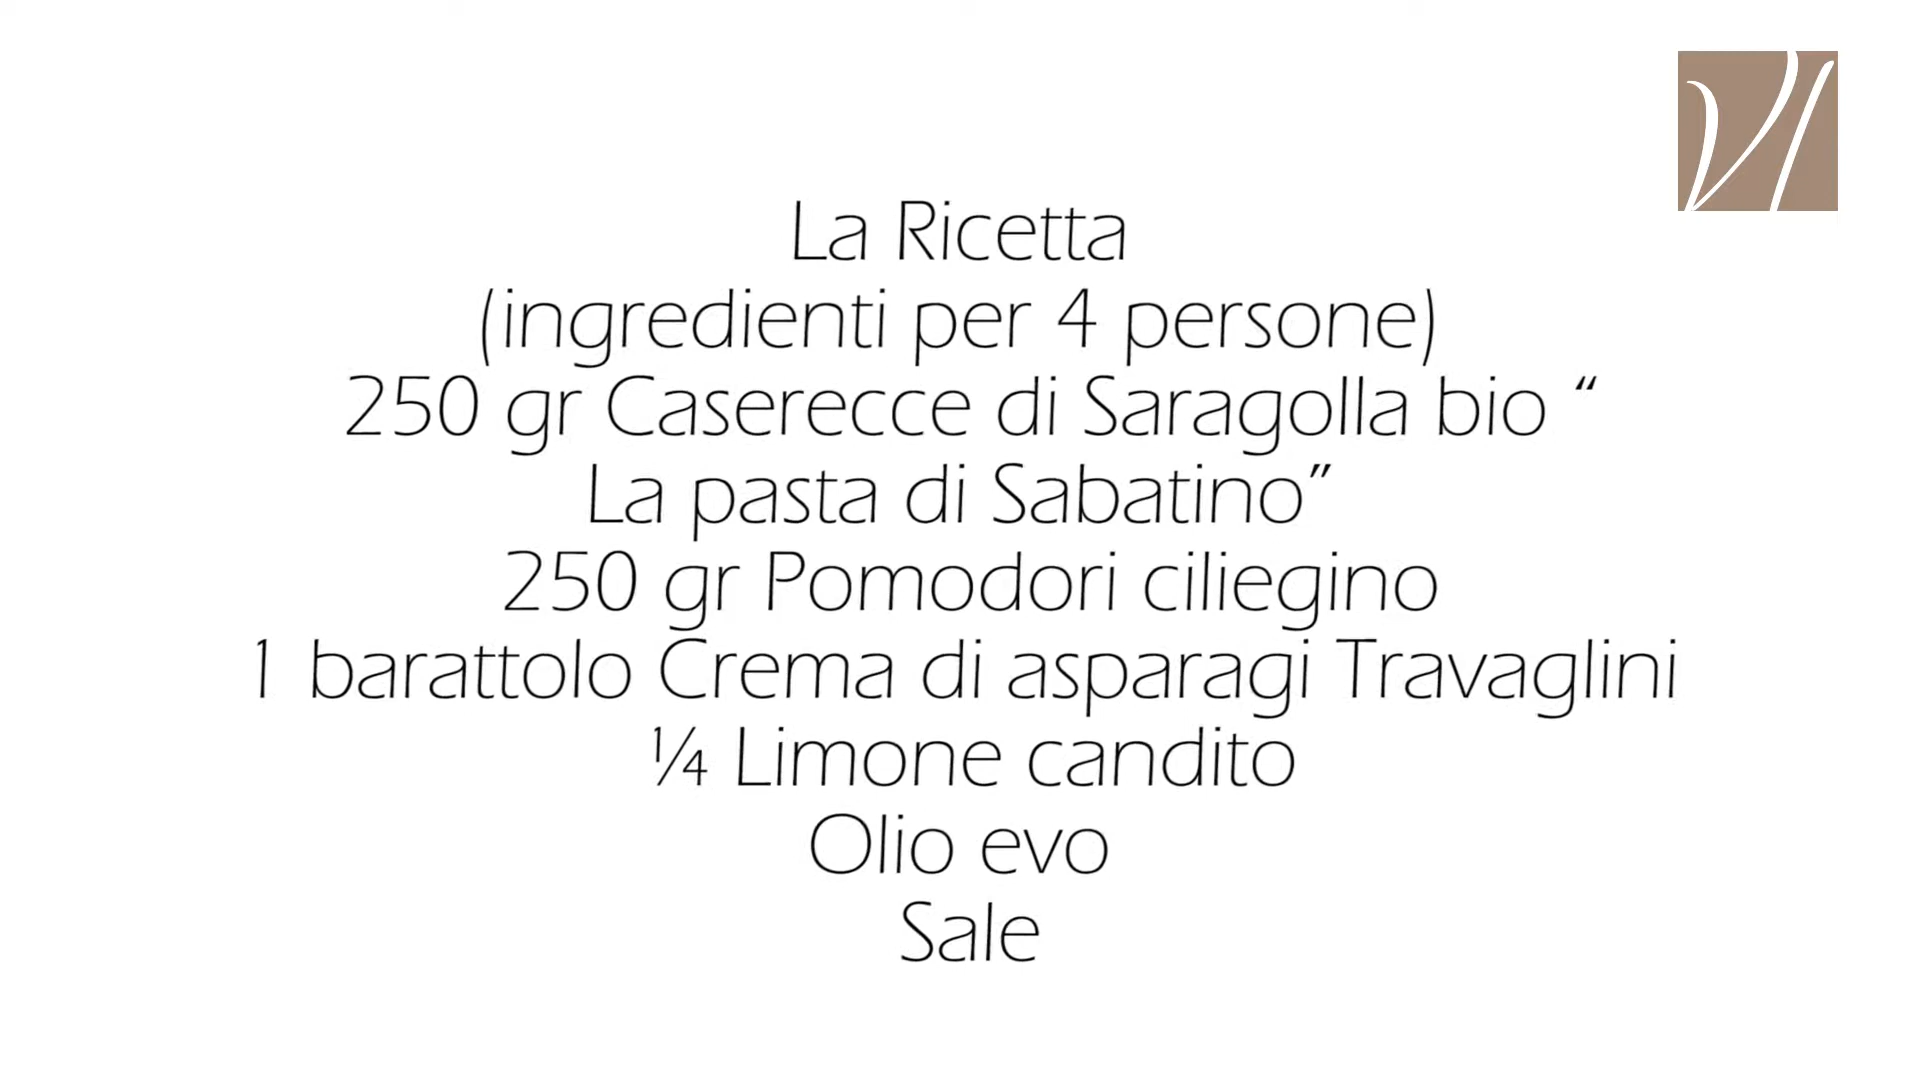 La Ricetta
(ingredienti per 4 persone)
250 gr Caserecce di Saragolla bio “
La pasta di Sabatino”
250 gr Pomodori ciliegino
1 barattolo Crema di asparagi Travaglini
¼ Limone candito
Olio evo
Sale